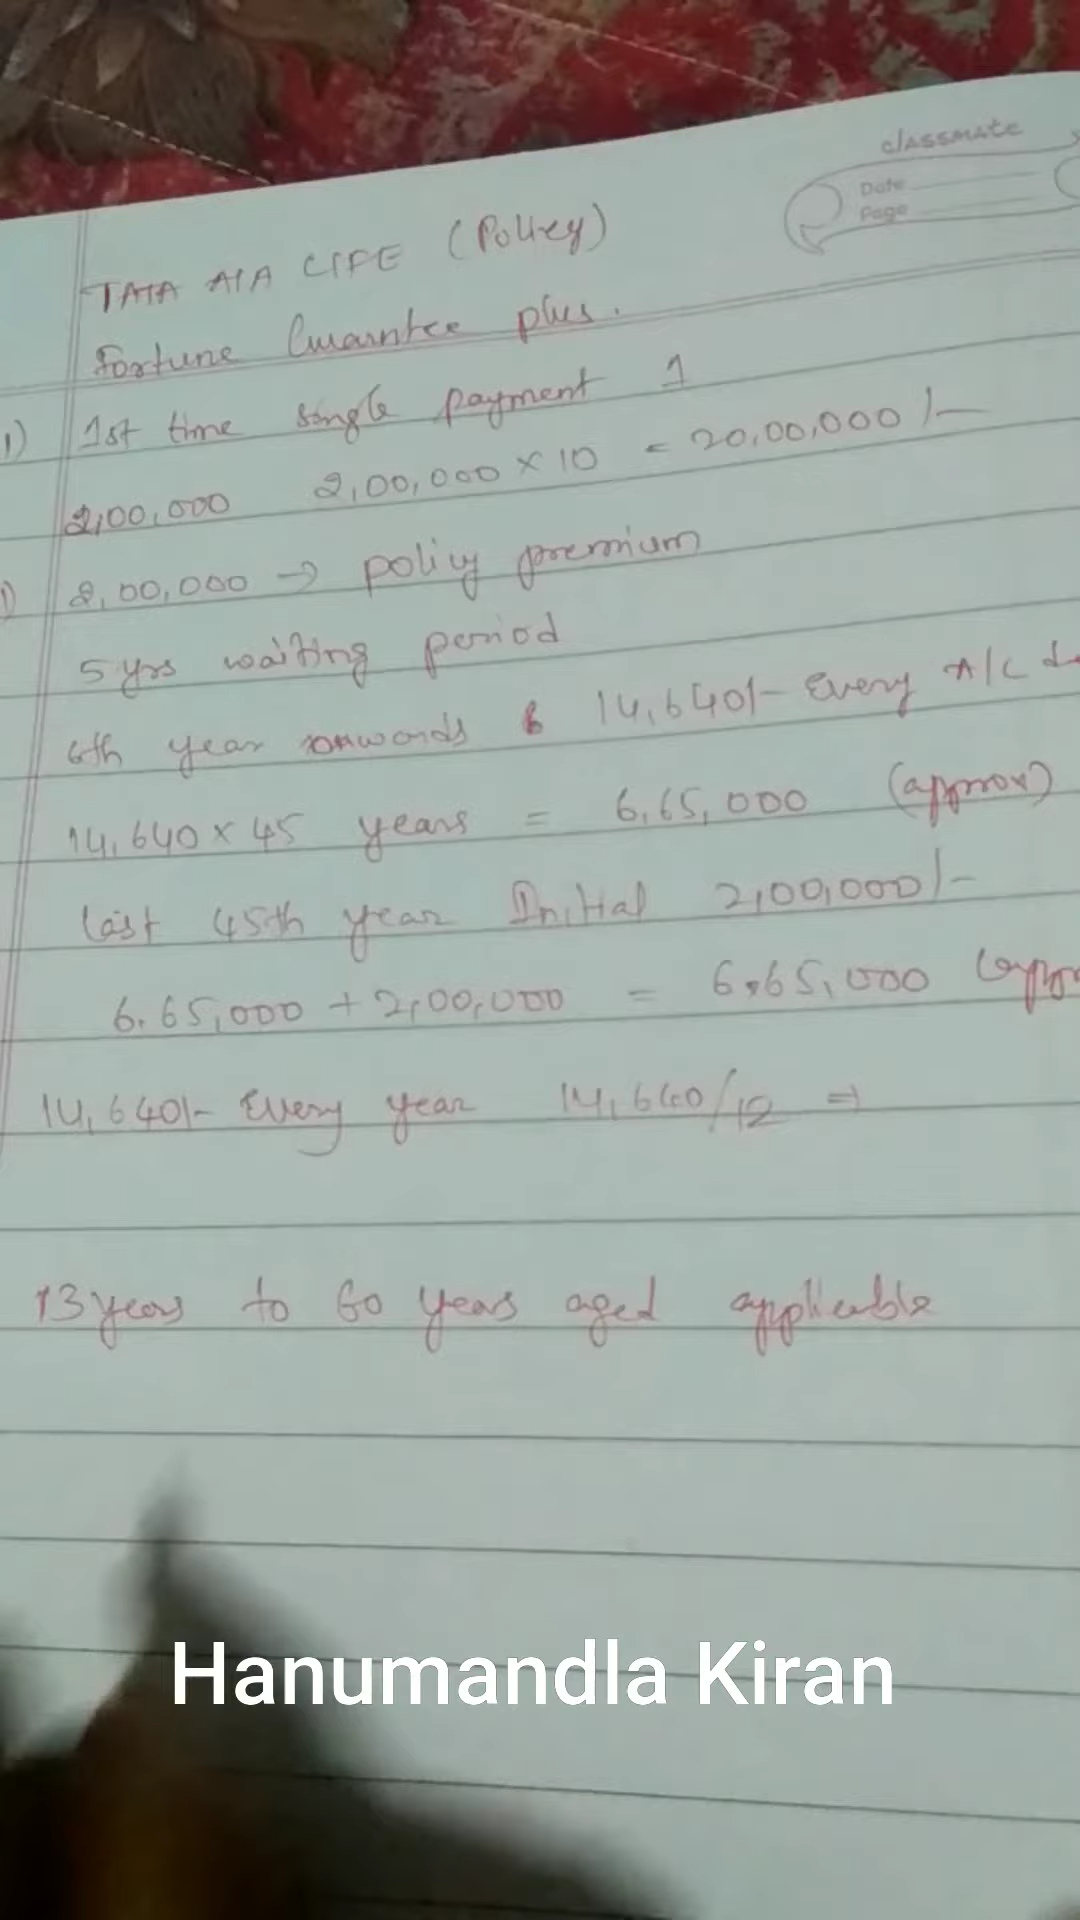 classmate
Date
Page
TATA AIA LIFE (Policy)
Fortune Guarntee plus.
1) 1st time single payment 1
2,00,000 2,00,000 × 10 = 20,00,000/-
1) 2,00,000 → policy premium
5 yrs waiting period
6th year onwords 14,640/- Every A/C
14,640 × 45 years = 6,65,000 (approx)
last 45th year Initial 2,00,000/-
6.65,000 + 2,00,000 = 6,65,000
14,640/- Every year 14,640/12 ⇒
13 years to 60 years aged applicable
Hanumandla Kiran